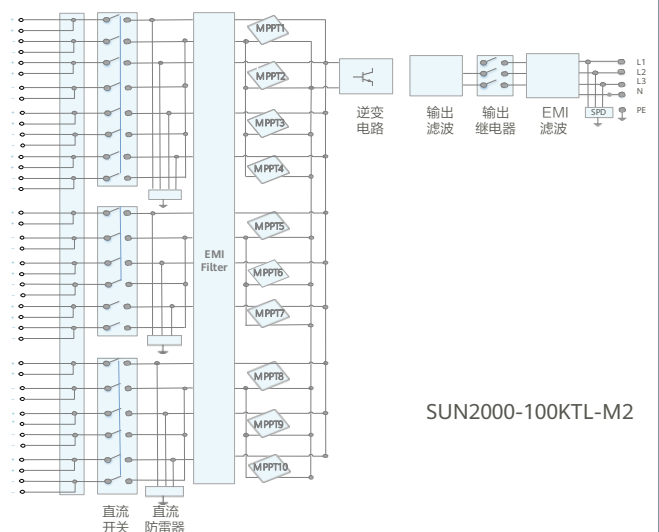 MPPT1
MPPT2
MPPT3
MPPT4
MPPT5
MPPT6
MPPT7
MPPT8
MPPT9
MPPT10
EMI
Filter
逆变
电路
输出
滤波
输出
继电器
EMI
滤波
SPD
L1
L2
L3
N
PE
SUN2000-100KTL-M2
直流
开关
直流
防雷器